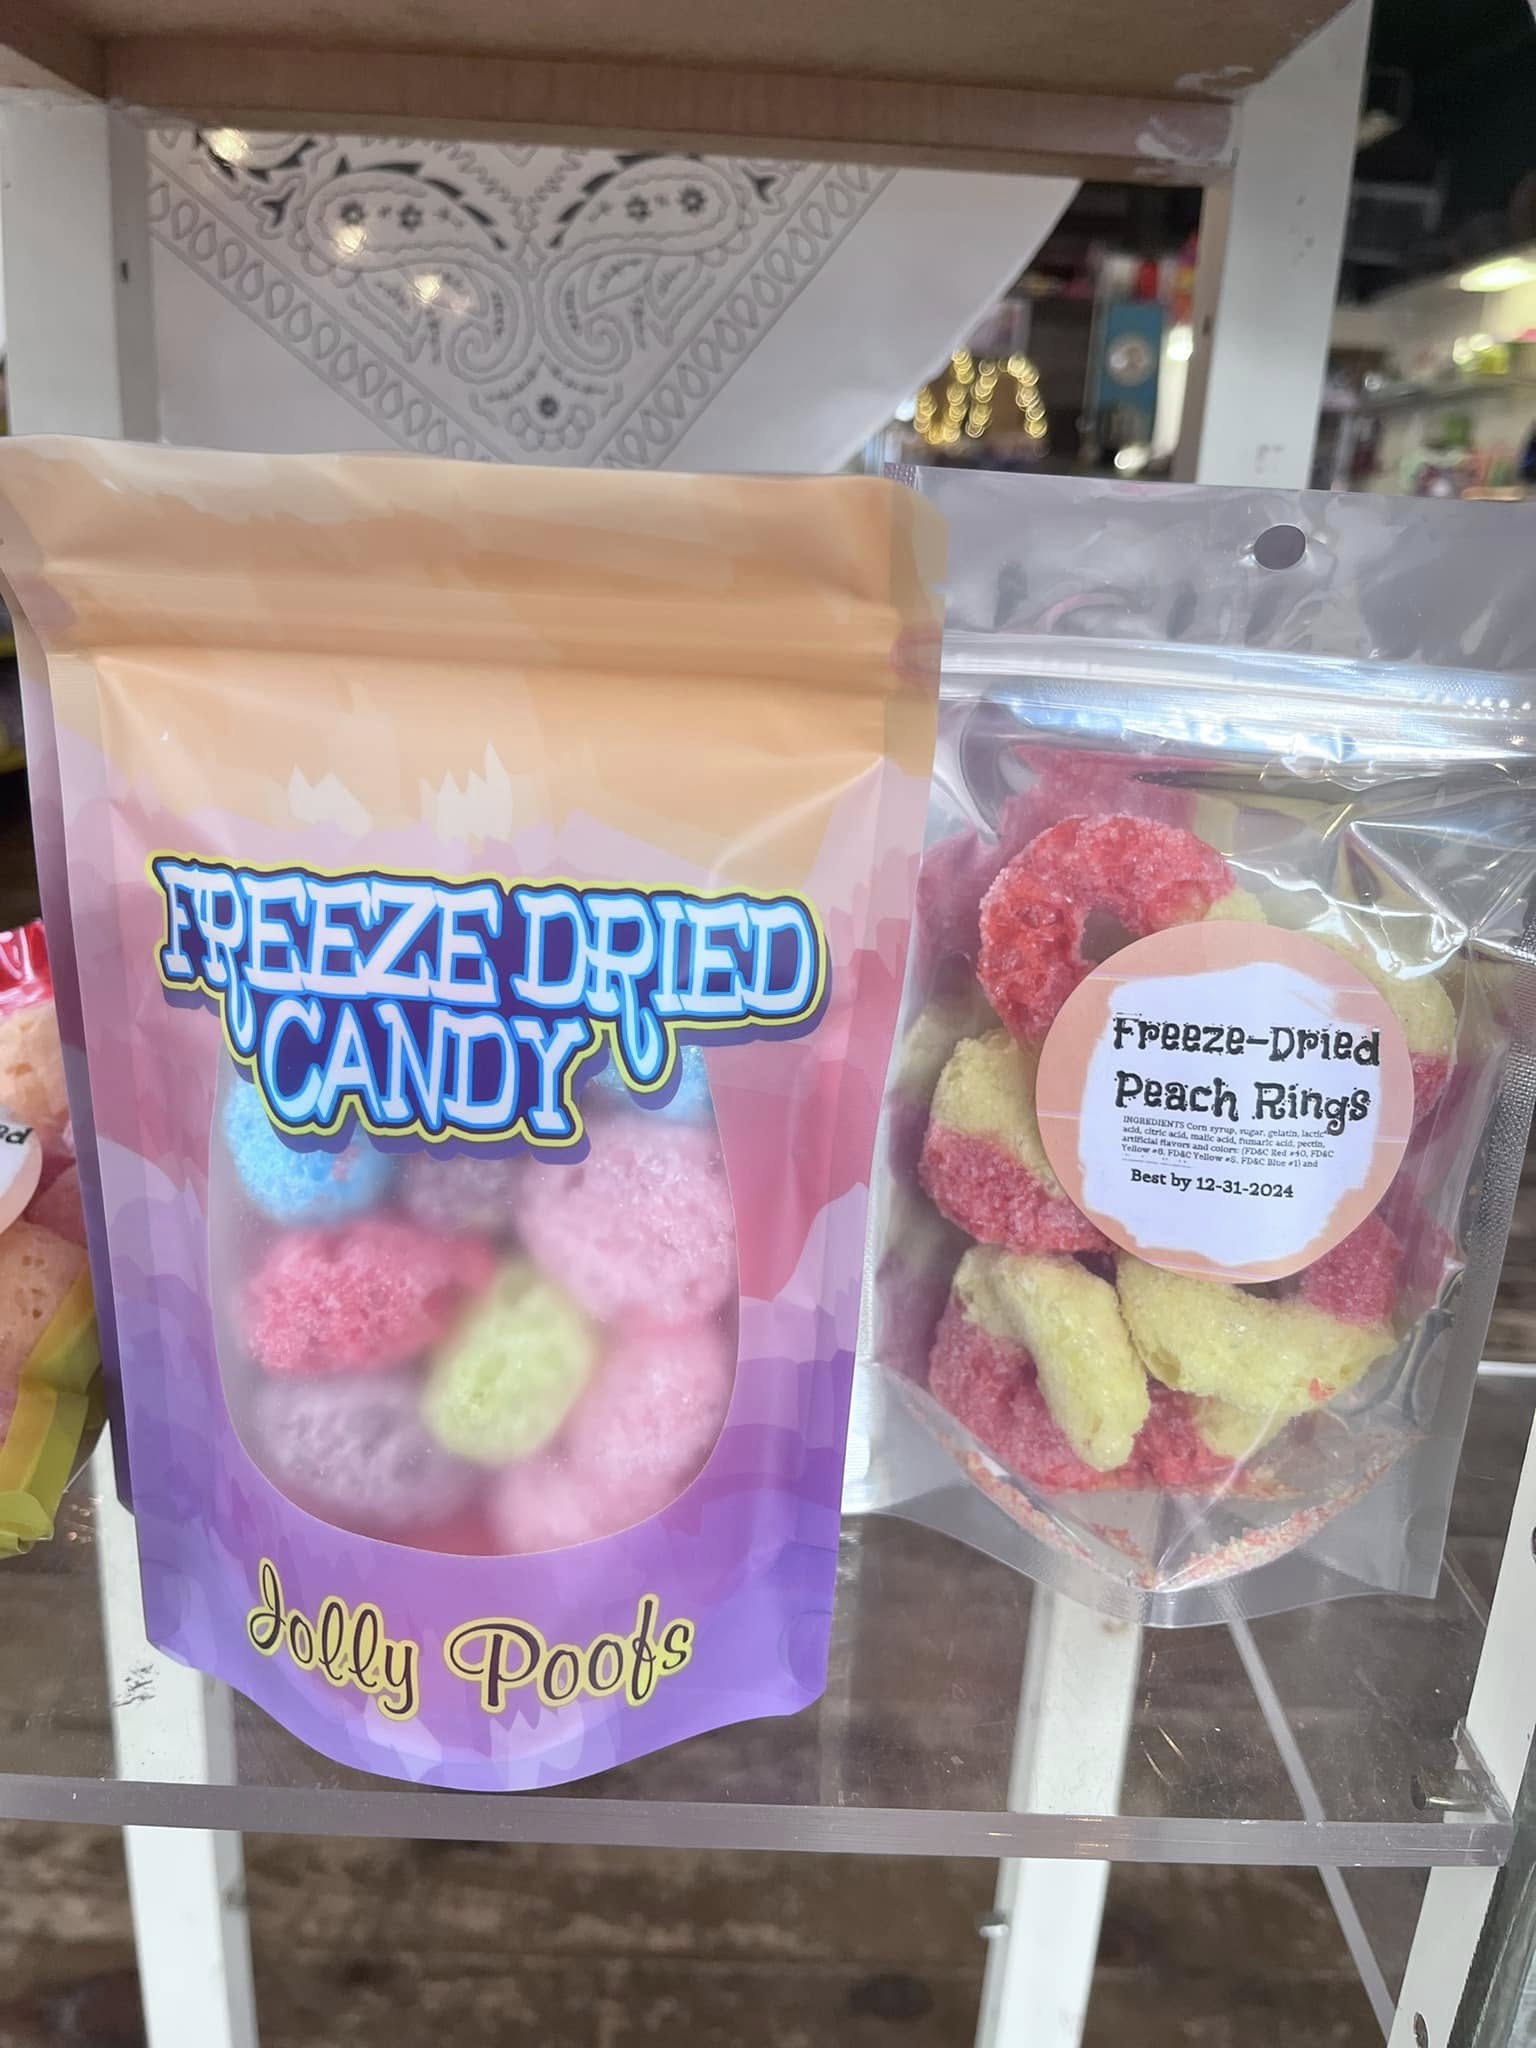 FREEZE DRIED
CANDY
Jolly Poofs
Freeze-Dried
Peach Rings
INGREDIENTS Corn syrup, sugar, gelatin, lactic
acid, citric acid, malic acid, fumaric acid, pectin,
artificial flavors and colors: (FD&C Red #40, FD&C
Yellow #6, FD&C Yellow #5, FD&C Blue #1) and
Best by 12-31-2024